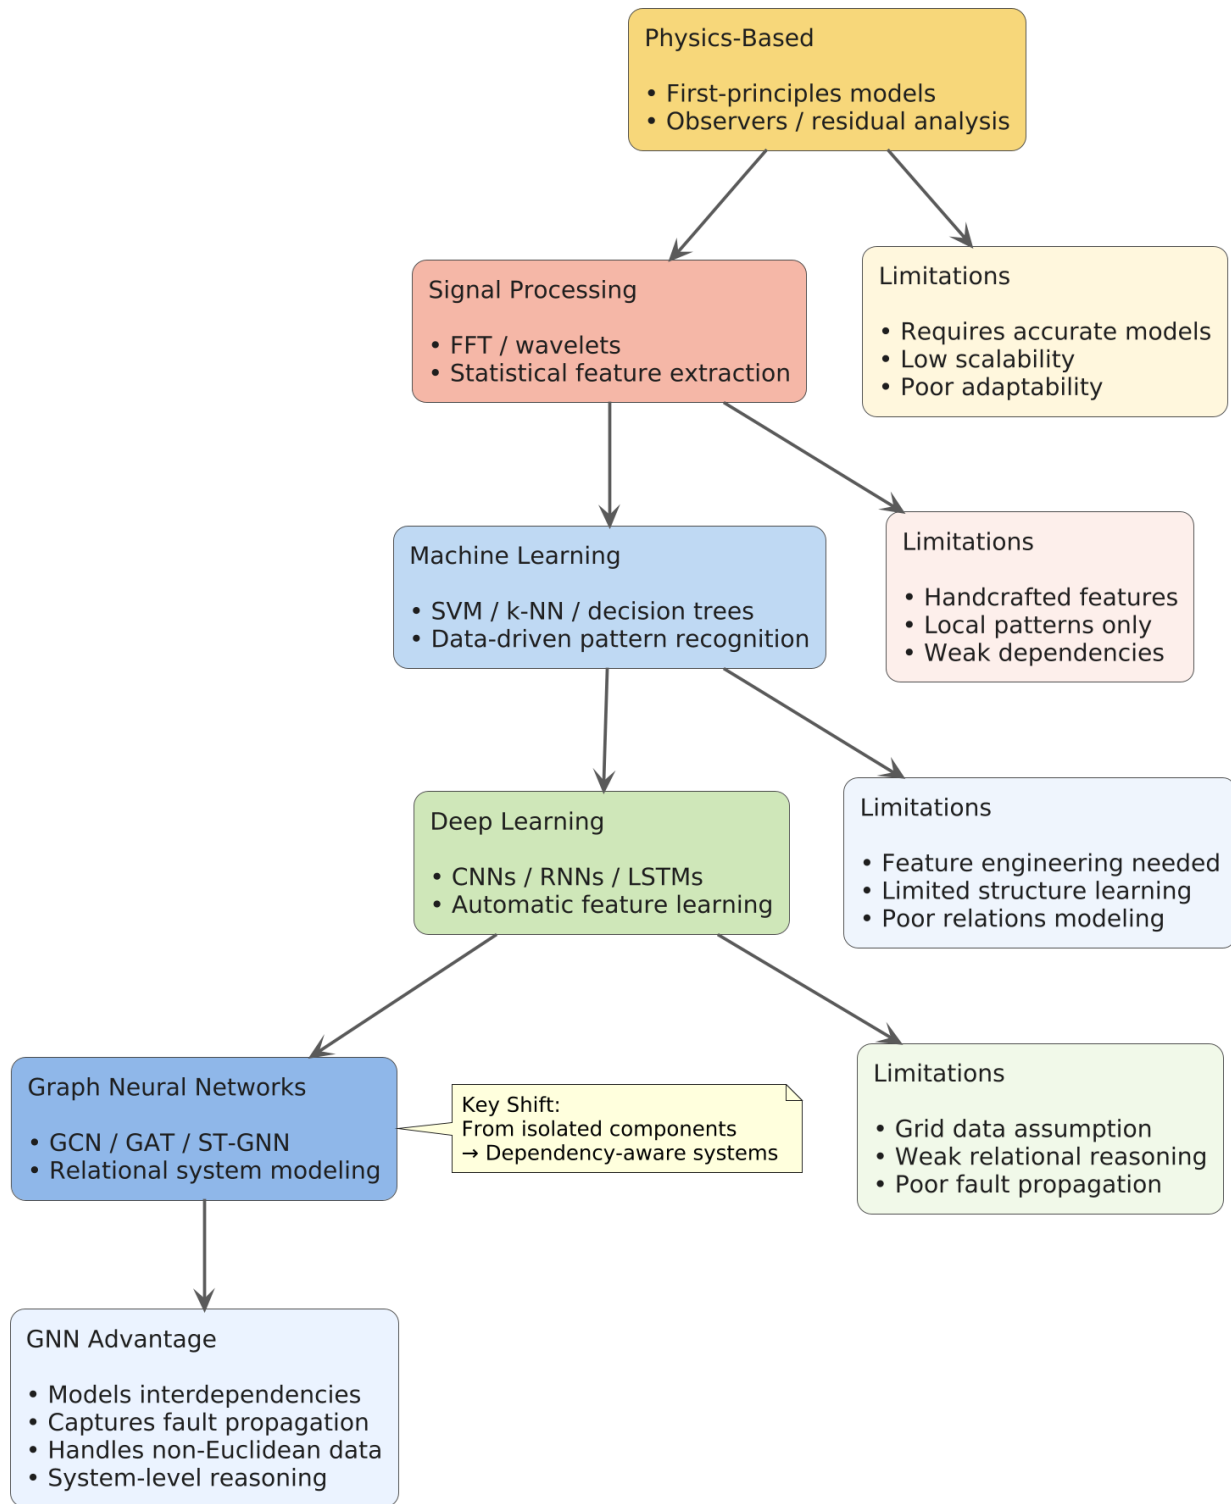 Physics-Based
• First-principles models
• Observers / residual analysis
Signal Processing
• FFT / wavelets
• Statistical feature extraction
Limitations
• Requires accurate models
• Low scalability
• Poor adaptability
Machine Learning
• SVM / k-NN / decision trees
• Data-driven pattern recognition
Limitations
• Handcrafted features
• Local patterns only
• Weak dependencies
Deep Learning
• CNNs / RNNs / LSTMs
• Automatic feature learning
Limitations
• Feature engineering needed
• Limited structure learning
• Poor relations modeling
Graph Neural Networks
• GCN / GAT / ST-GNN
• Relational system modeling
Key Shift:
From isolated components
→ Dependency-aware systems
Limitations
• Grid data assumption
• Weak relational reasoning
• Poor fault propagation
GNN Advantage
• Models interdependencies
• Captures fault propagation
• Handles non-Euclidean data
• System-level reasoning